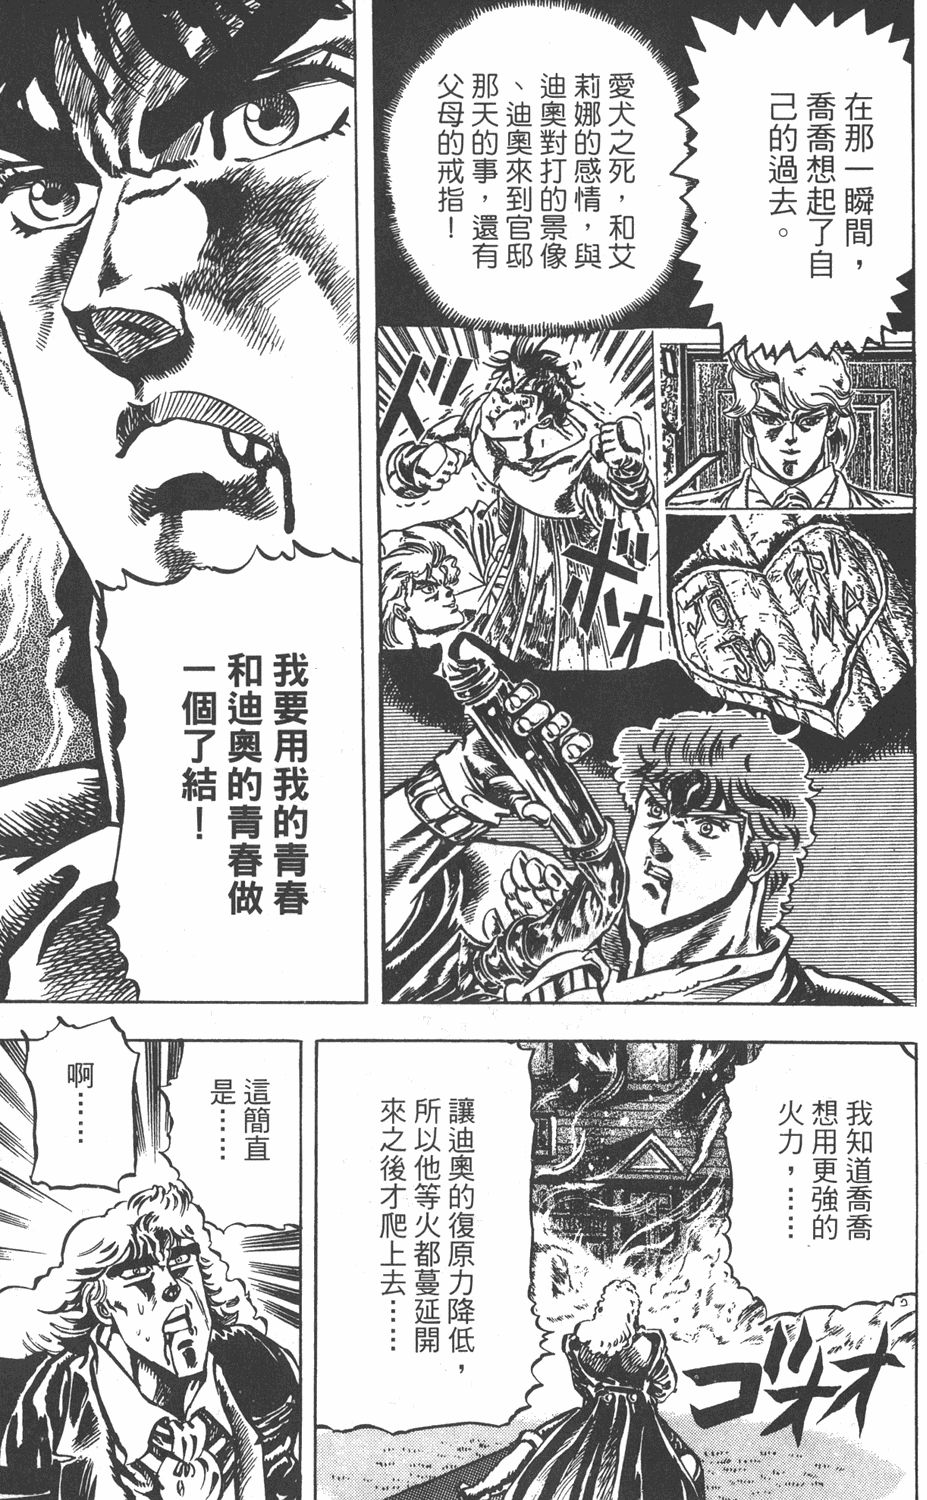 在那一瞬間，
喬喬想起了自
己的過去。
愛犬之死，和艾
莉娜的感情，與
迪奧對打的景像
、迪奧來到官邸
那天的事，還有
父母的戒指！
ドド
ズボオ
JOJO
ERINA
我要用我的青春
和迪奧的青春做
一個了結！
我知道喬喬
想用更強的
火力，……
讓迪奧的復原力降低，
所以他等火都蔓延開
來之後才爬上去……
ゴオオオ
這簡直
是……
啊……